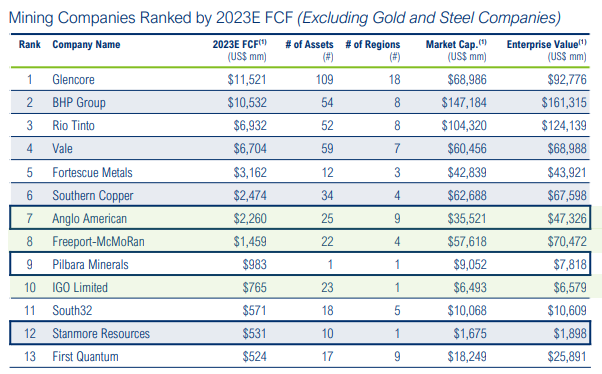 Mining Companies Ranked by 2023E FCF (Excluding Gold and Steel Companies)
Rank Company Name 2023E FCF(1) # of Assets # of Regions Market Cap.(1) Enterprise Value(1)
(US$ mm) (#) (#) (US$ mm) (US$ mm)
1 Glencore $11,521 109 18 $68,986 $92,776
2 BHP Group $10,532 54 8 $147,184 $161,315
3 Rio Tinto $6,932 52 8 $104,320 $124,139
4 Vale $6,704 59 7 $60,456 $68,988
5 Fortescue Metals $3,162 12 3 $42,839 $43,921
6 Southern Copper $2,474 34 4 $62,688 $67,598
7 Anglo American $2,260 25 9 $35,521 $47,326
8 Freeport-McMoRan $1,459 22 4 $57,618 $70,472
9 Pilbara Minerals $983 1 1 $9,052 $7,818
10 IGO Limited $765 23 1 $6,493 $6,579
11 South32 $571 18 5 $10,068 $10,609
12 Stanmore Resources $531 10 1 $1,675 $1,898
13 First Quantum $524 17 9 $18,249 $25,891